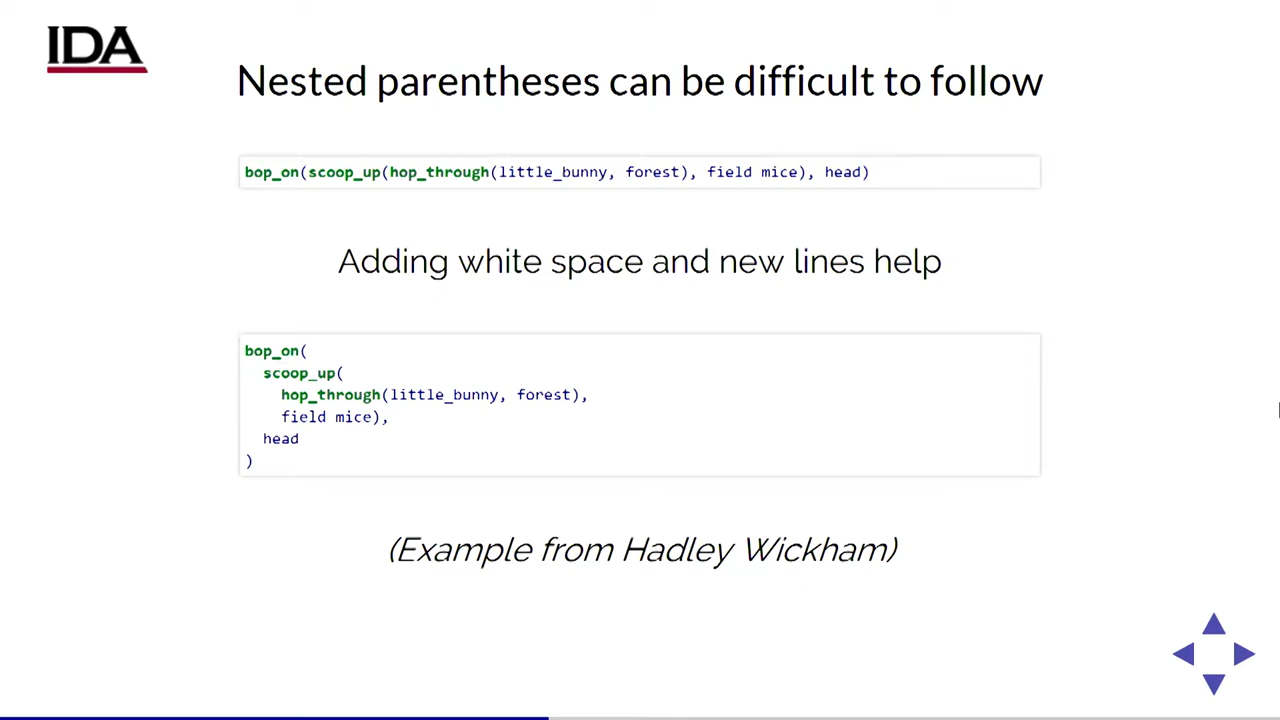 IDA
Nested parentheses can be difficult to follow
bop_on(scoop_up(hop_through(little_bunny, forest), field mice), head)
Adding white space and new lines help
bop_on(
  scoop_up(
    hop_through(little_bunny, forest),
    field mice),
  head
)
(Example from Hadley Wickham)